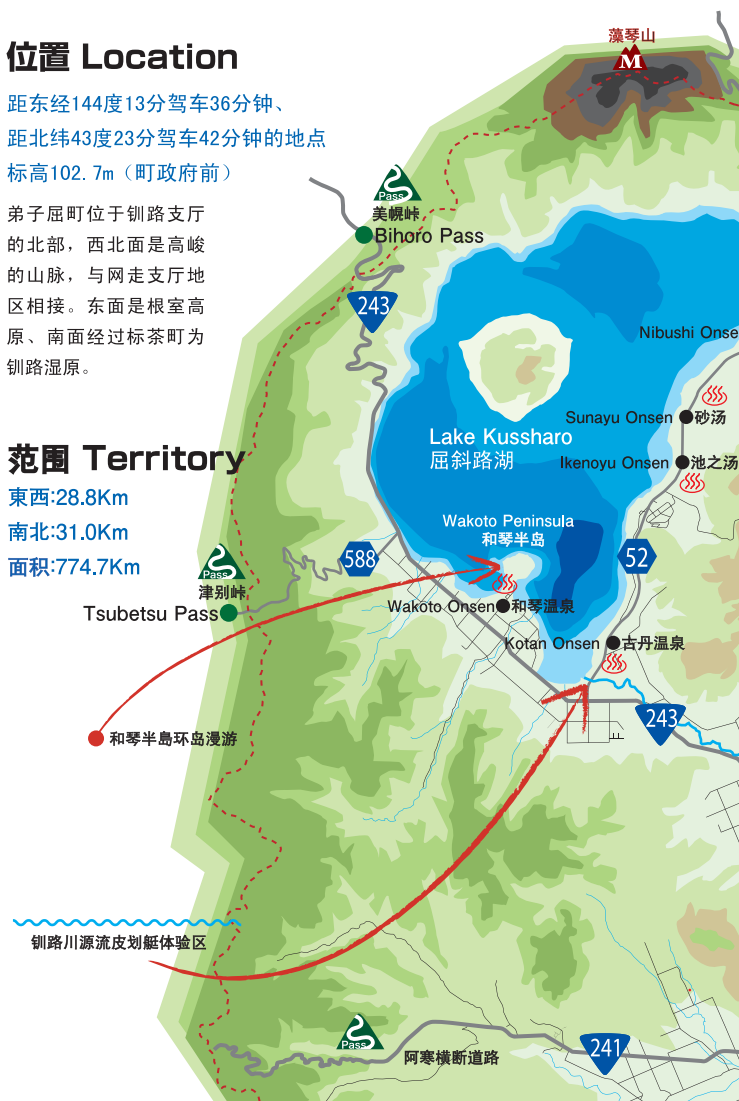 位置 Location
距东经144度13分驾车36分钟、
距北纬43度23分驾车42分钟的地点
标高102.7m（町政府前）
弟子屈町位于钏路支厅
的北部，西北面是高峻
的山脉，与网走支厅地
区相接。东面是根室高
原、南面经过标茶町为
钏路湿原。
范围 Territory
東西:28.8Km
南北:31.0Km
面积:774.7Km
藻琴山
M
Pass
美幌峠
Bihoro Pass
243
Nibushi Onse
Sunayu Onsen 砂汤
Lake Kussharo
屈斜路湖
Ikenoyu Onsen 池之汤
Wakoto Peninsula
和琴半岛
588
52
Pass
津别峠
Tsubetsu Pass
Wakoto Onsen 和琴温泉
Kotan Onsen 古丹温泉
243
和琴半島环岛漫游
钏路川源流皮划艇体验区
Pass
阿寒横断道路
241